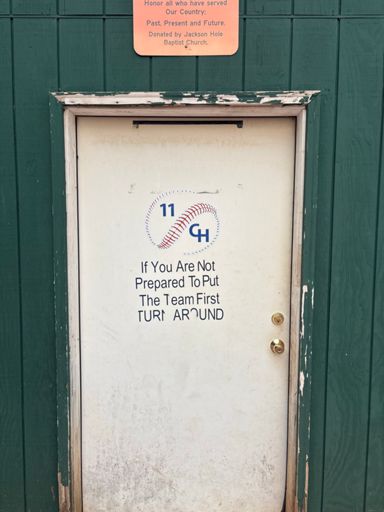 Honor all who have served
Our Country;
Past, Present and Future.
Donated by Jackson Hole
Baptist Church.
11
CH
If You Are Not
Prepared To Put
The Team First
TURN AROUND